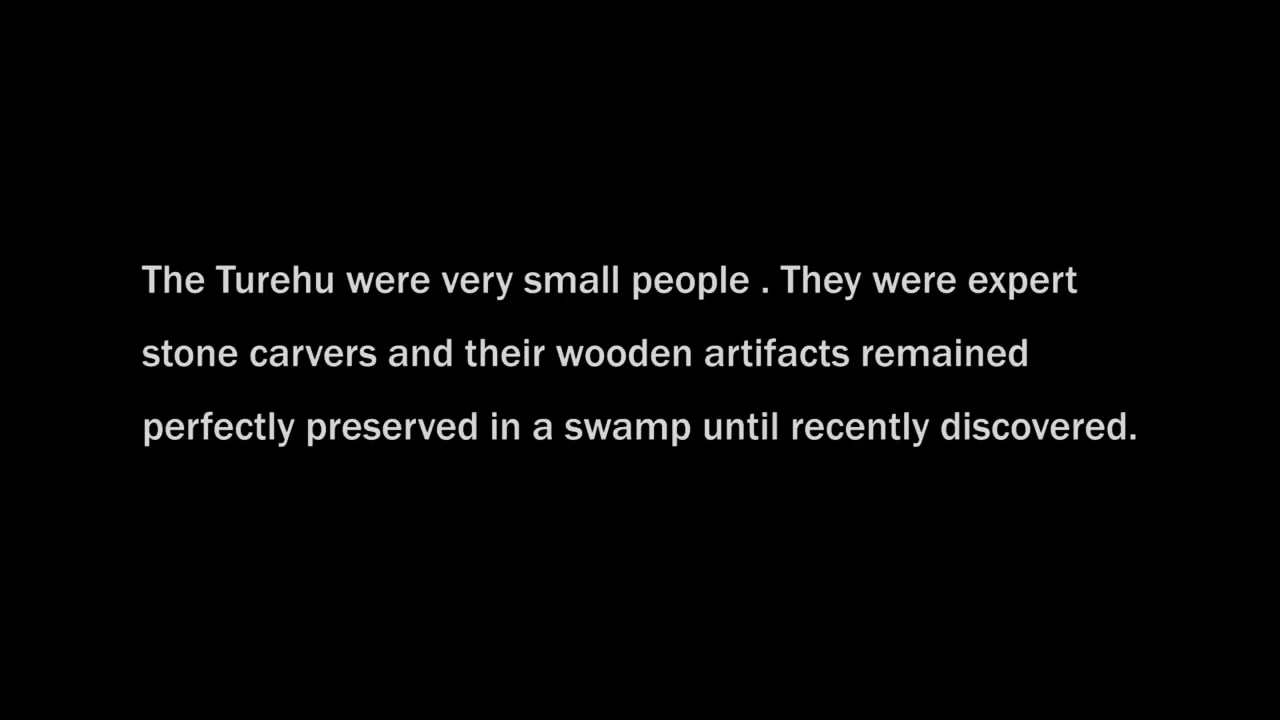 The Turehu were very small people . They were expert
stone carvers and their wooden artifacts remained
perfectly preserved in a swamp until recently discovered.